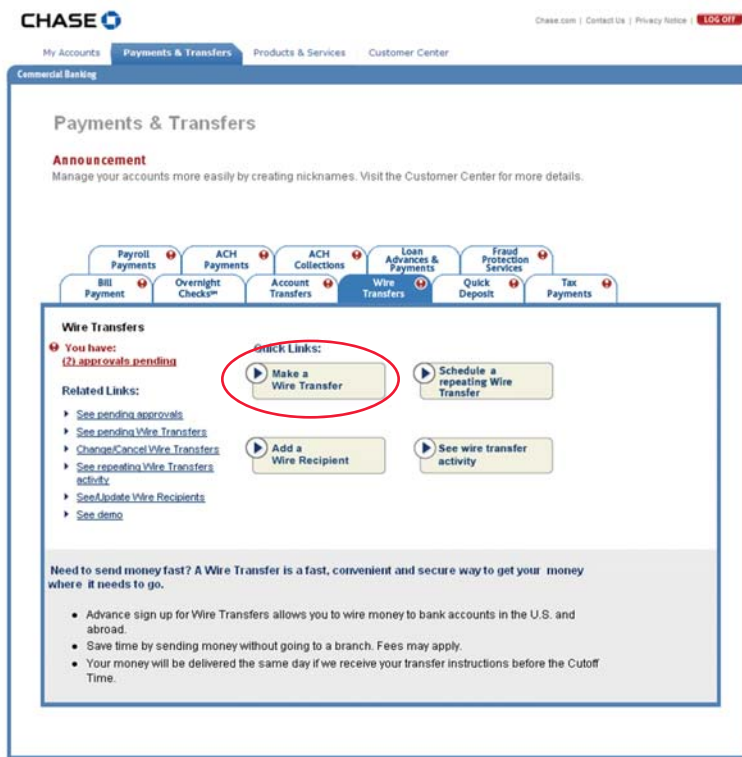 CHASE
Chase.com | Contact Us | Privacy Notice | LOG OFF
My Accounts Payments & Transfers Products & Services Customer Center
Commercial Banking
Payments & Transfers
Announcement
Manage your accounts more easily by creating nicknames. Visit the Customer Center for more details.
Payroll Payments
ACH Payments
ACH Collections
Loan Advances & Payments
Fraud Protection Services
Bill Payment
Overnight Checks℠
Account Transfers
Wire Transfers
Quick Deposit
Tax Payments
Wire Transfers
You have:
(2) approvals pending
Related Links:
See pending approvals
See pending Wire Transfers
Change/Cancel Wire Transfers
See repeating Wire Transfers
activity
See/Update Wire Recipients
See demo
Quick Links:
Make a
Wire Transfer
Schedule a
repeating Wire
Transfer
Add a
Wire Recipient
See wire transfer
activity
Need to send money fast? A Wire Transfer is a fast, convenient and secure way to get your money
where it needs to go.
Advance sign up for Wire Transfers allows you to wire money to bank accounts in the U.S. and
abroad.
Save time by sending money without going to a branch. Fees may apply.
Your money will be delivered the same day if we receive your transfer instructions before the Cutoff
Time.